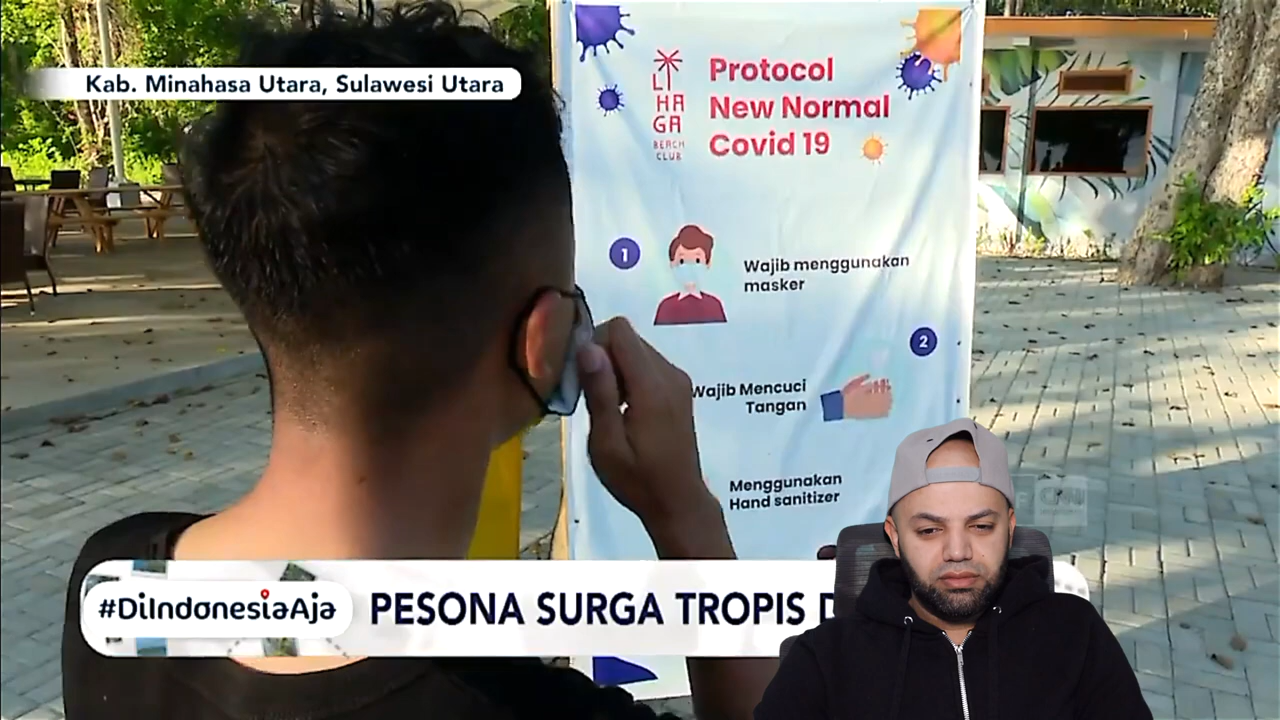 Kab. Minahasa Utara, Sulawesi Utara
LI
HA
GA
BEACH
CLUB
Protocol
New Normal
Covid 19
1
Wajib menggunakan
masker
2
Wajib Mencuci
Tangan
Menggunakan
Hand sanitizer
CNN
#DiIndonesiaAja
PESONA SURGA TROPIS D